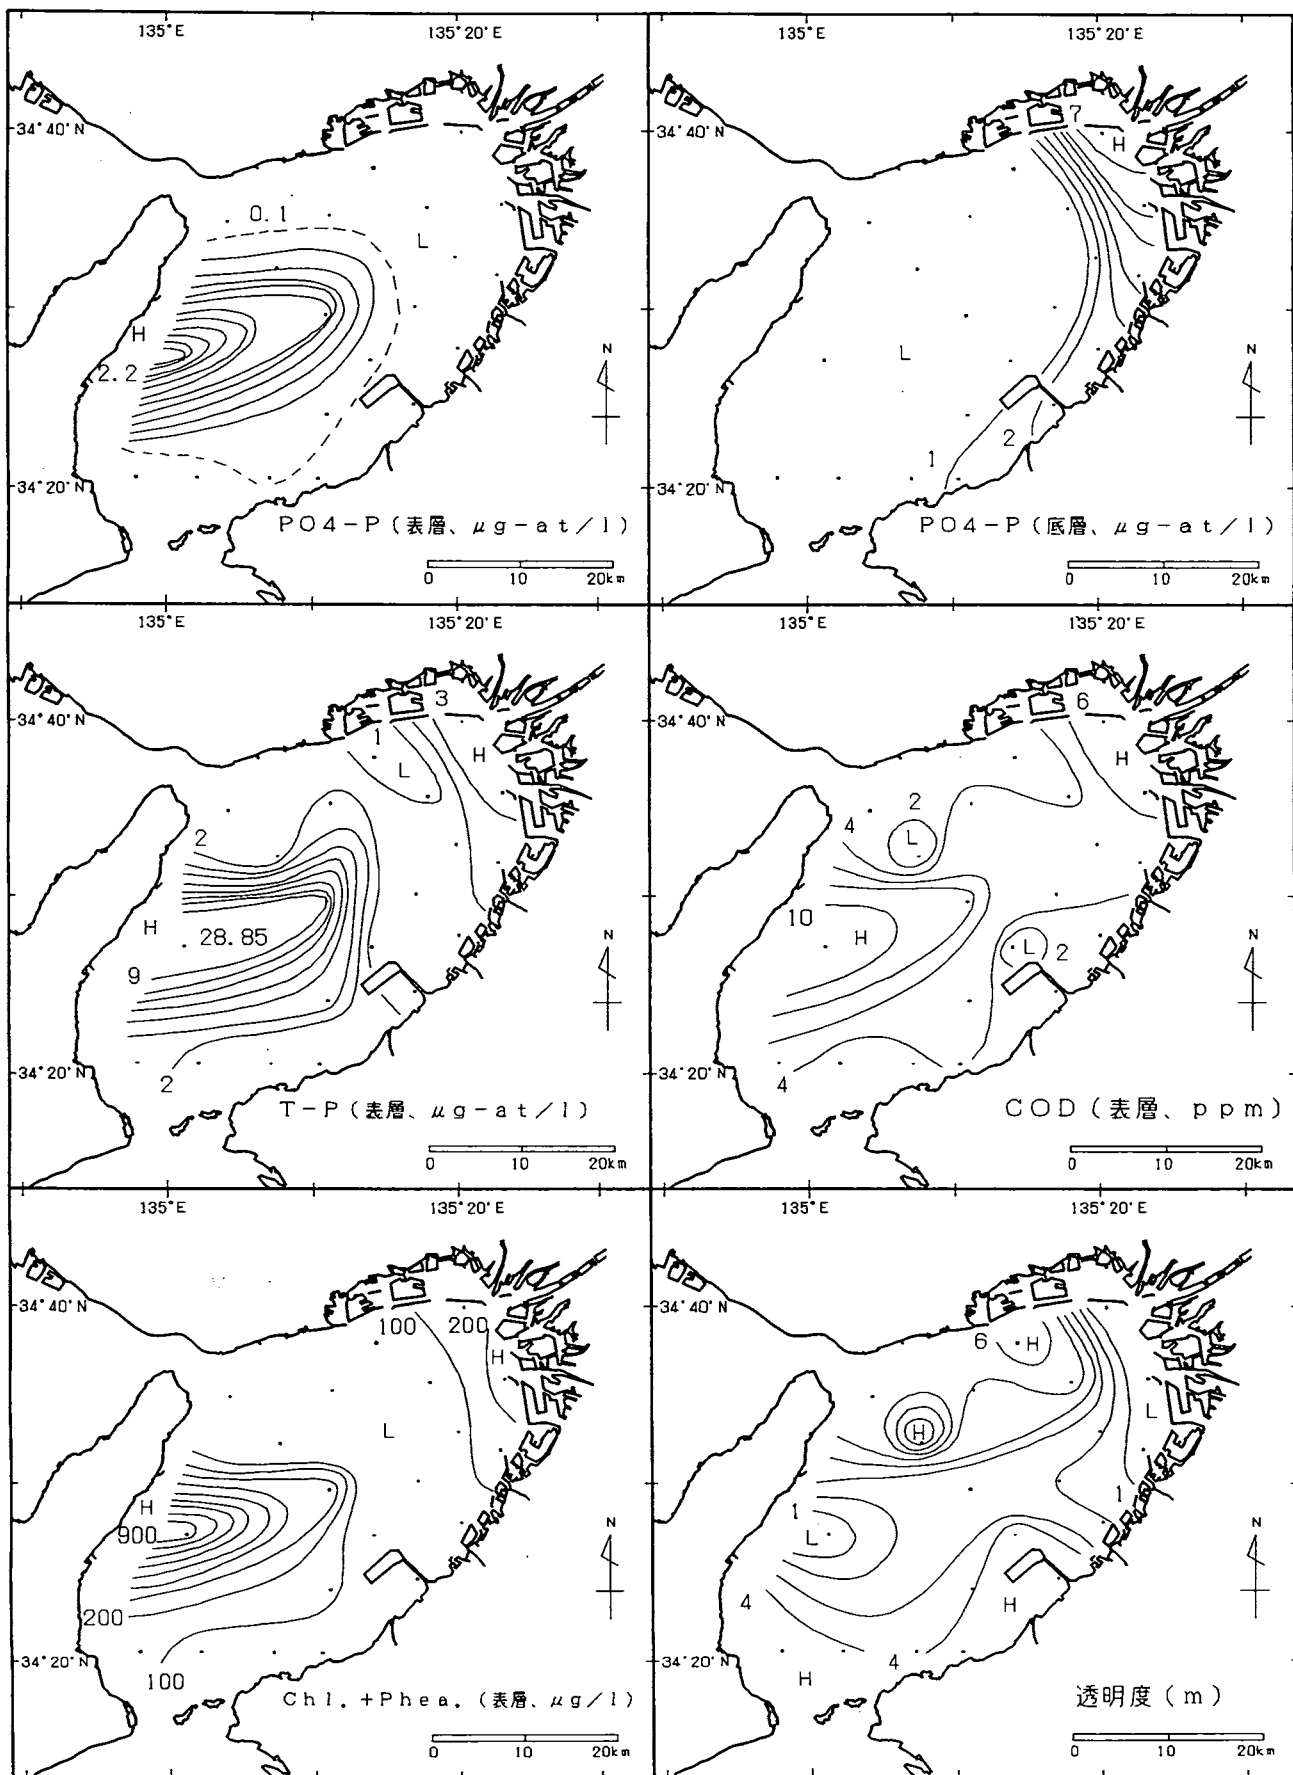 135°E
135°20'E
34°40'N
0.1
L
H
2.2
N
34°20'N
PO4-P(表層、μg-at/l)
0 10 20km
135°E
135°20'E
34°40'N
7
H
L
N
1
2
34°20'N
PO4-P(底層、μg-at/l)
0 10 20km
135°E
135°20'E
34°40'N
3
1
H
L
2
H
28.85
N
9
34°20'N
2
T-P(表層、μg-at/l)
0 10 20km
135°E
135°20'E
34°40'N
6
H
2
4
L
10
H
L
2
N
34°20'N
4
COD(表層、ppm)
0 10 20km
135°E
135°20'E
34°40'N
100
200
H
L
H
900
N
200
34°20'N
100
Chl.+Phea.(表層、μg/l)
0 10 20km
135°E
135°20'E
34°40'N
6
H
L
H
1
1
L
N
4
H
34°20'N
4
H
透明度(m)
0 10 20km